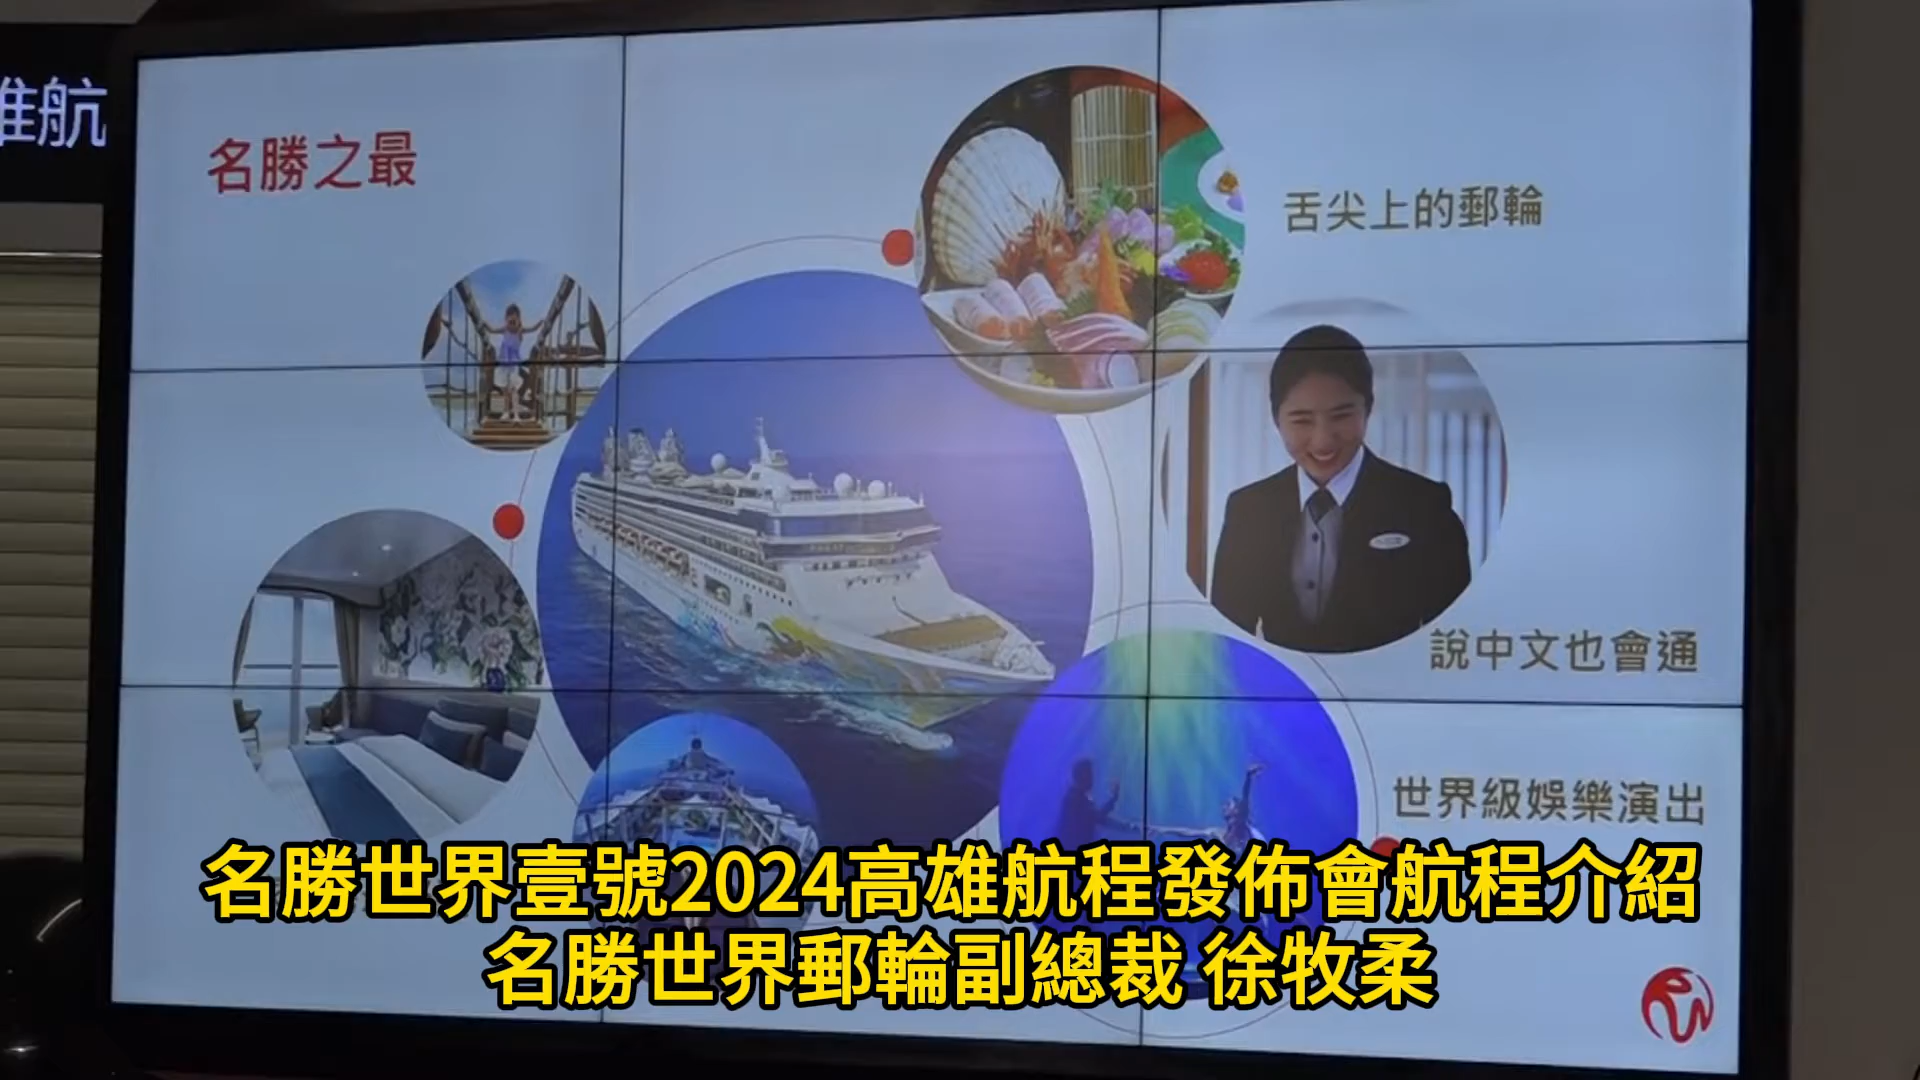 雄航
名勝之最
舌尖上的郵輪
說中文也會通
世界級娛樂演出
名勝世界壹號2024高雄航程發佈會航程介紹
名勝世界郵輪副總裁 徐牧柔